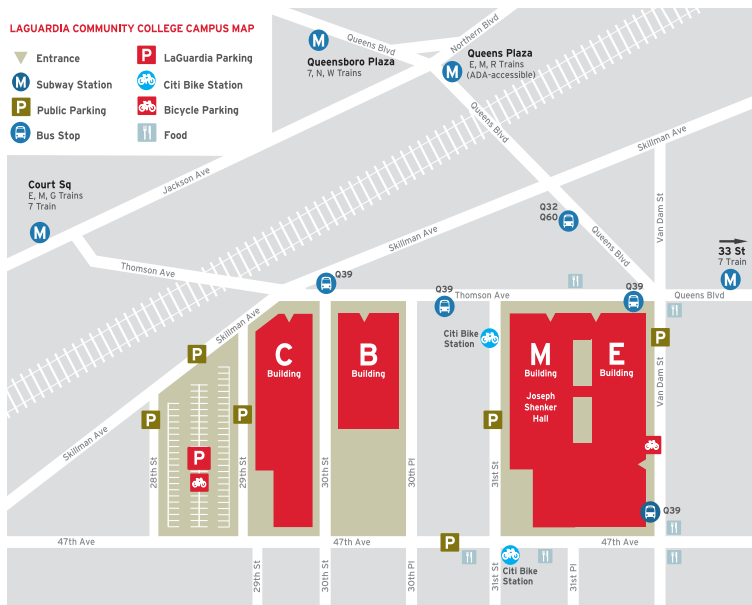 LAGUARDIA COMMUNITY COLLEGE CAMPUS MAP
Entrance
P LaGuardia Parking
M Subway Station
Citi Bike Station
P Public Parking
Bicycle Parking
Bus Stop
Food
M
Queensboro Plaza
7, N, W Trains
Queens Blvd
Northern Blvd
M
Queens Plaza
E, M, R Trains
(ADA-accessible)
Queens Blvd
Skillman Ave
Jackson Ave
Court Sq
E, M, G Trains
7 Train
M
Van Dam St
Q32
Q60
Queens Blvd
Skillman Ave
33 St
7 Train
M
Thomson Ave
Q39
Q39
Thomson Ave
Q39
Queens Blvd
Skillman Ave
Citi Bike
Station
P
P
C
Building
B
Building
M
Building
E
Building
Joseph
Shenker
Hall
Van Dam St
P
P
P
Skillman Ave
P
28th St
29th St
30th St
30th Pl
31st St
Q39
47th Ave
47th Ave
P
47th Ave
Citi Bike
Station
29th St
30th St
30th Pl
31st St
31st Pl